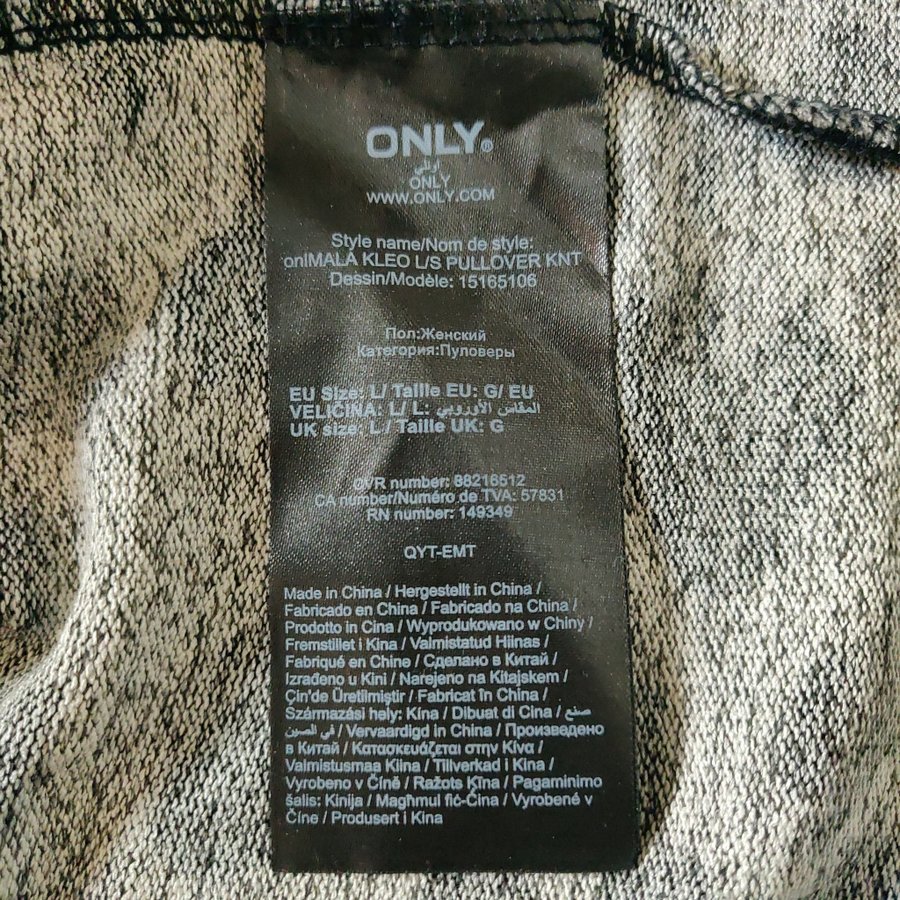 ONLY®
أونلي
ONLY
WWW.ONLY.COM
Style name/Nom de style:
onlMALA KLEO L/S PULLOVER KNT
Dessin/Modèle: 15165106
Пол:Женский
Категория:Пуловеры
EU Size: L/ Taille EU: G/ EU
VELICINA: L/ L: المقاس الأوروبي
UK size: L / Taille UK: G
CVR number: 88216512
CA number/Numéro de TVA: 57831
RN number: 149349
QYT-EMT
Made in China / Hergestellt in China /
Fabricado en China / Fabricado na China /
Prodotto in Cina / Wyprodukowano w Chiny /
Fremstillet i Kina / Valmistatud Hiinas /
Fabriqué en Chine / Сделано в Китай /
Izrađeno u Kini / Narejeno na Kitajskem /
Çin'de Üretilmiştir / Fabricat în China /
Származási hely: Kína / Dibuat di Cina / صنع
في الصين / Vervaardigd in China / Произведено
в Китай / Κατασκευάζεται στην Κίνα /
Valmistusmaa Kiina / Tillverkad i Kina /
Vyrobeno v Číně / Ražots Ķīna / Pagaminimo
šalis: Kinija / Magħmul fiċ-Ċina / Vyrobené v
Číne / Produsert i Kina